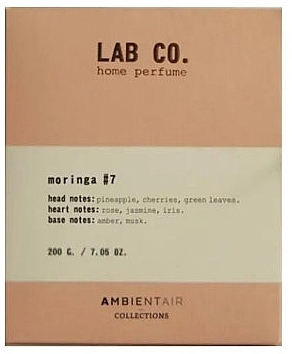 LAB CO.
home perfume
moringa #7
head notes: pineapple, cherries, green leaves.
heart notes: rose, jasmine, iris.
base notes: amber, musk.
200 G. / 7.05 OZ.
AMBIENTAIR
COLLECTIONS